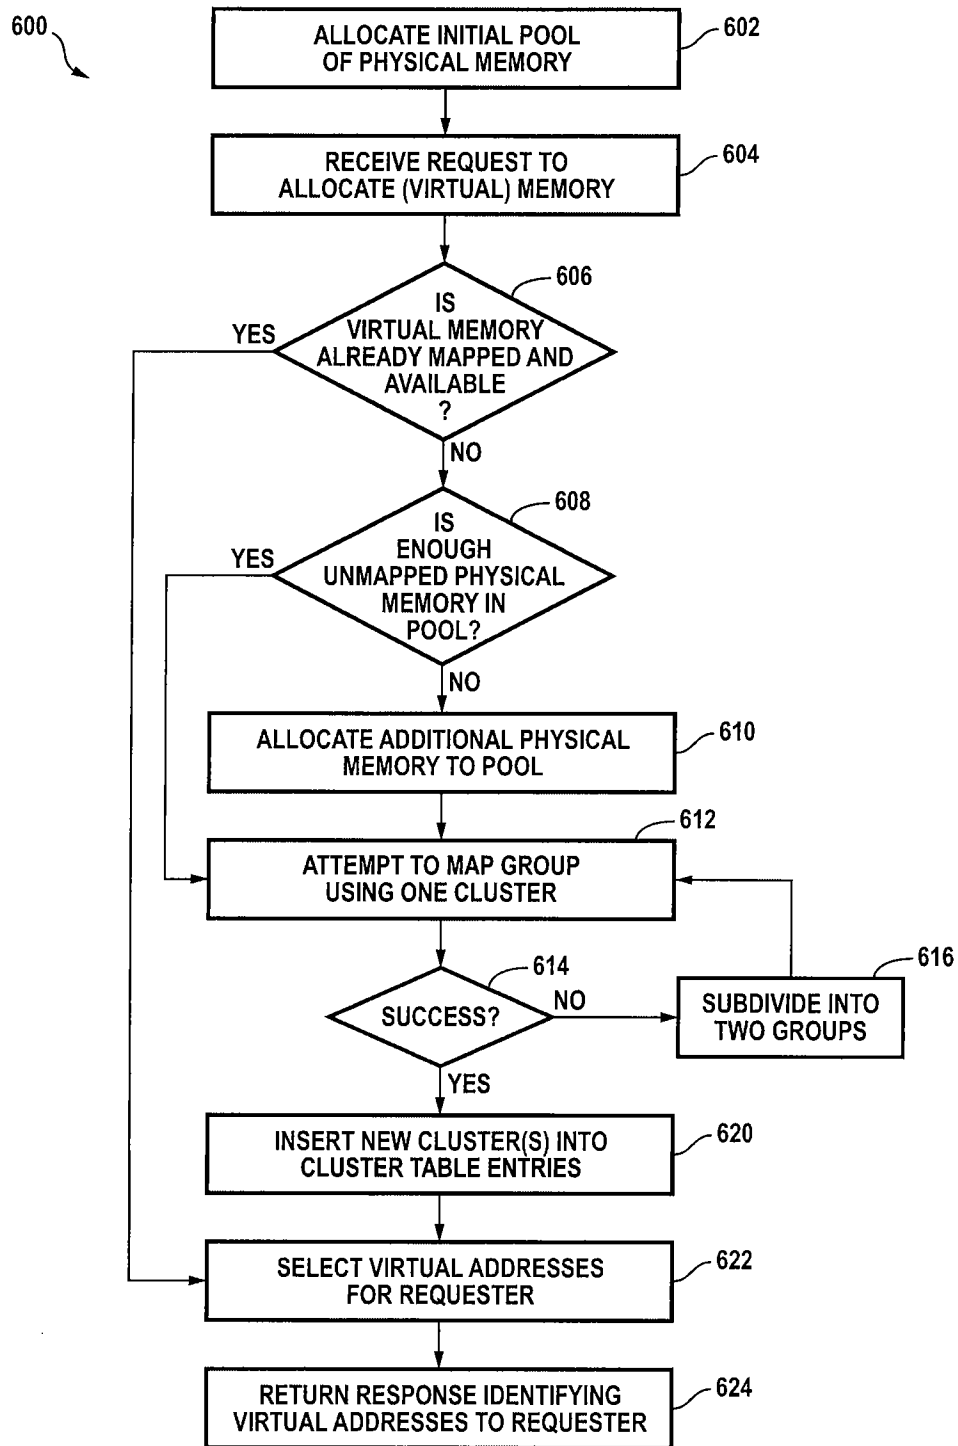 600
ALLOCATE INITIAL POOL
OF PHYSICAL MEMORY
602
RECEIVE REQUEST TO
ALLOCATE (VIRTUAL) MEMORY
604
606
IS
VIRTUAL MEMORY
ALREADY MAPPED AND
AVAILABLE
?
YES
NO
608
IS
ENOUGH
UNMAPPED PHYSICAL
MEMORY IN
POOL?
YES
NO
ALLOCATE ADDITIONAL PHYSICAL
MEMORY TO POOL
610
612
ATTEMPT TO MAP GROUP
USING ONE CLUSTER
614
SUCCESS?
NO
616
SUBDIVIDE INTO
TWO GROUPS
YES
INSERT NEW CLUSTER(S) INTO
CLUSTER TABLE ENTRIES
620
SELECT VIRTUAL ADDRESSES
FOR REQUESTER
622
RETURN RESPONSE IDENTIFYING
VIRTUAL ADDRESSES TO REQUESTER
624